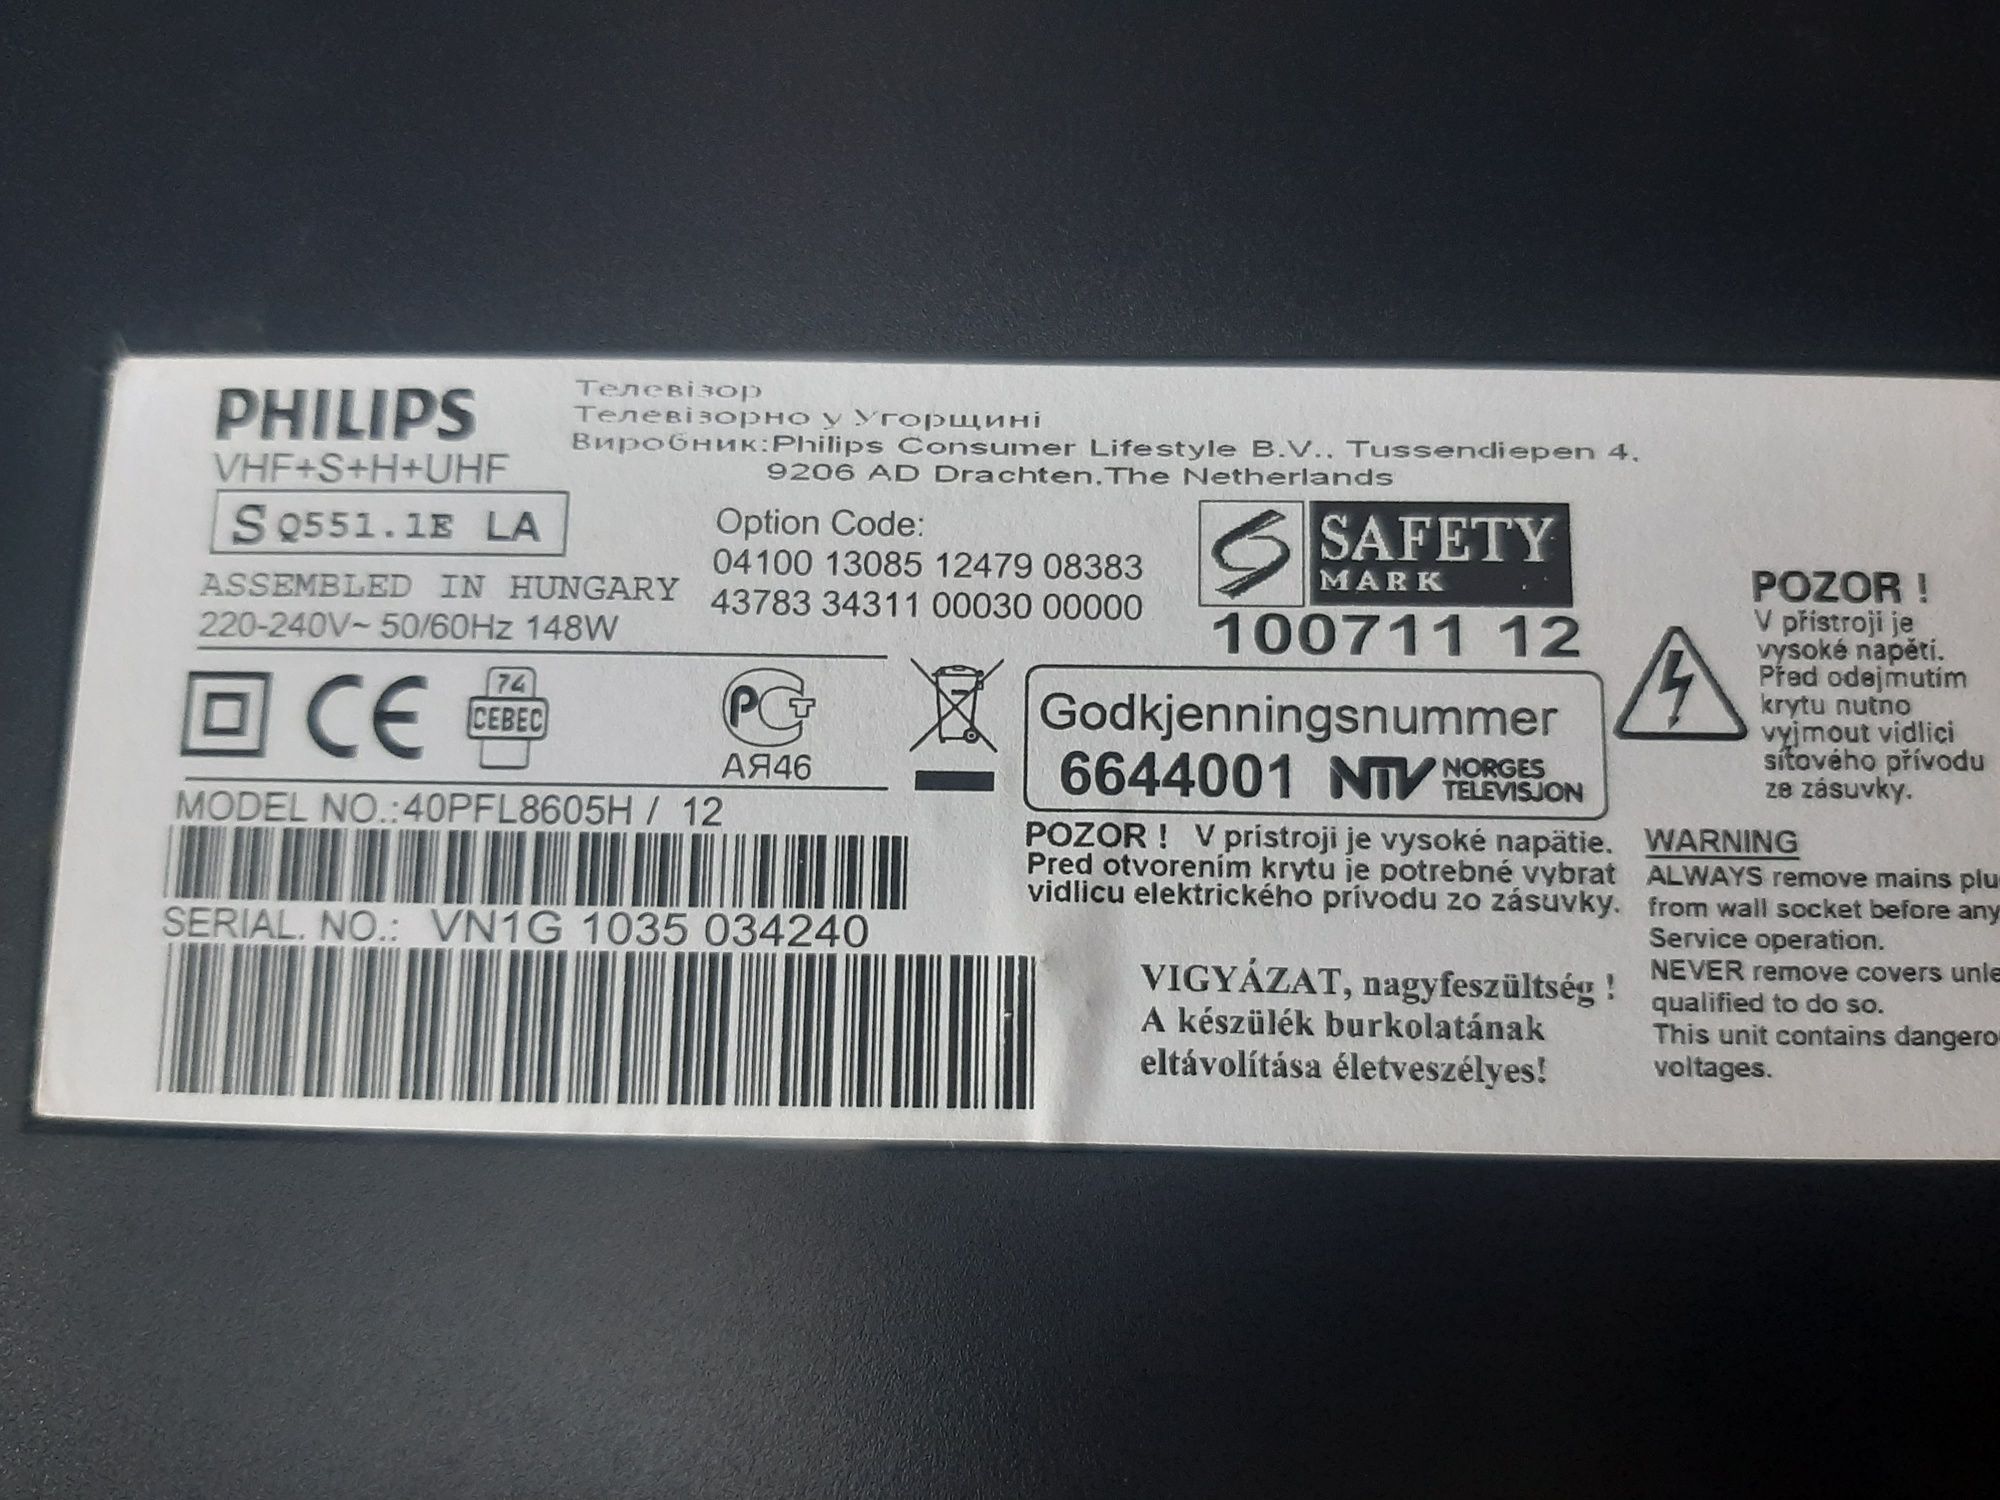 PHILIPS
VHF+S+H+UHF
S Q551.1E LA
ASSEMBLED IN HUNGARY
220-240V~ 50/60Hz 148W
Телевізор
Телевізорно у Угорщині
Виробник:Philips Consumer Lifestyle B.V.. Tussendiepen 4,
9206 AD Drachten.The Netherlands
Option Code:
04100 13085 12479 08383
43783 34311 00030 00000
S SAFETY
MARK
100711 12
CE
74
CEBEC
РСТ
АЯ46
Godkjenningsnummer
6644001 NTV NORGES
TELEVISJON
MODEL NO.:40PFL8605H / 12
SERIAL. NO.: VN1G 1035 034240
POZOR !
V přístroji je
vysoké napětí.
Před odejmutím
krytu nutno
vyjmout vidlici
síťového přívodu
ze zásuvky.
POZOR ! V prístroji je vysoké napätie.
Pred otvorením krytu je potrebné vybrat
vidlicu elektrického prívodu zo zásuvky.
VIGYÁZAT, nagyfeszültség !
A készülék burkolatának
eltávolítása életveszélyes!
WARNING
ALWAYS remove mains plu
from wall socket before any
Service operation.
NEVER remove covers unle
qualified to do so.
This unit contains dangero
voltages.